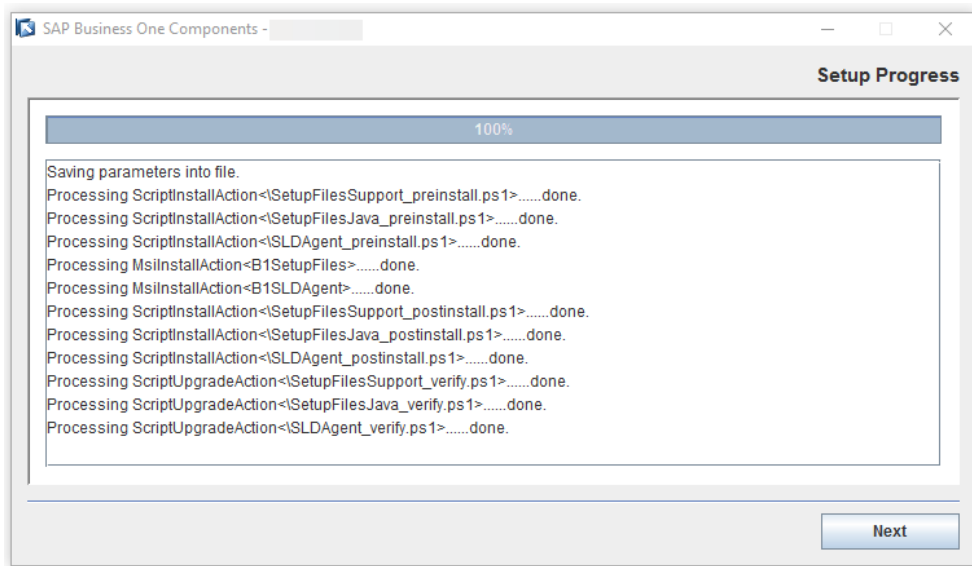 SAP Business One Components -
Setup Progress
100%
Saving parameters into file.
Processing ScriptInstallAction<\SetupFilesSupport_preinstall.ps1>......done.
Processing ScriptInstallAction<\SetupFilesJava_preinstall.ps1>......done.
Processing ScriptInstallAction<\SLDAgent_preinstall.ps1>......done.
Processing MsiInstallAction<B1SetupFiles>......done.
Processing MsiInstallAction<B1SLDAgent>......done.
Processing ScriptInstallAction<\SetupFilesSupport_postinstall.ps1>......done.
Processing ScriptInstallAction<\SetupFilesJava_postinstall.ps1>......done.
Processing ScriptInstallAction<\SLDAgent_postinstall.ps1>......done.
Processing ScriptUpgradeAction<\SetupFilesSupport_verify.ps1>......done.
Processing ScriptUpgradeAction<\SetupFilesJava_verify.ps1>......done.
Processing ScriptUpgradeAction<\SLDAgent_verify.ps1>......done.
Next